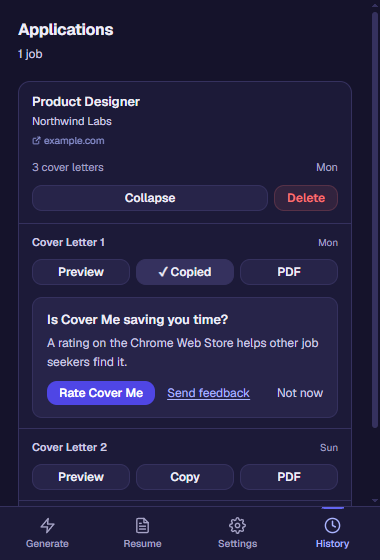 Applications
1 job
Product Designer
Northwind Labs
example.com
3 cover letters Mon
Collapse Delete
Cover Letter 1 Mon
Preview ✓ Copied PDF
Is Cover Me saving you time?
A rating on the Chrome Web Store helps other job
seekers find it.
Rate Cover Me Send feedback Not now
Cover Letter 2 Sun
Preview Copy PDF
Generate Resume Settings History